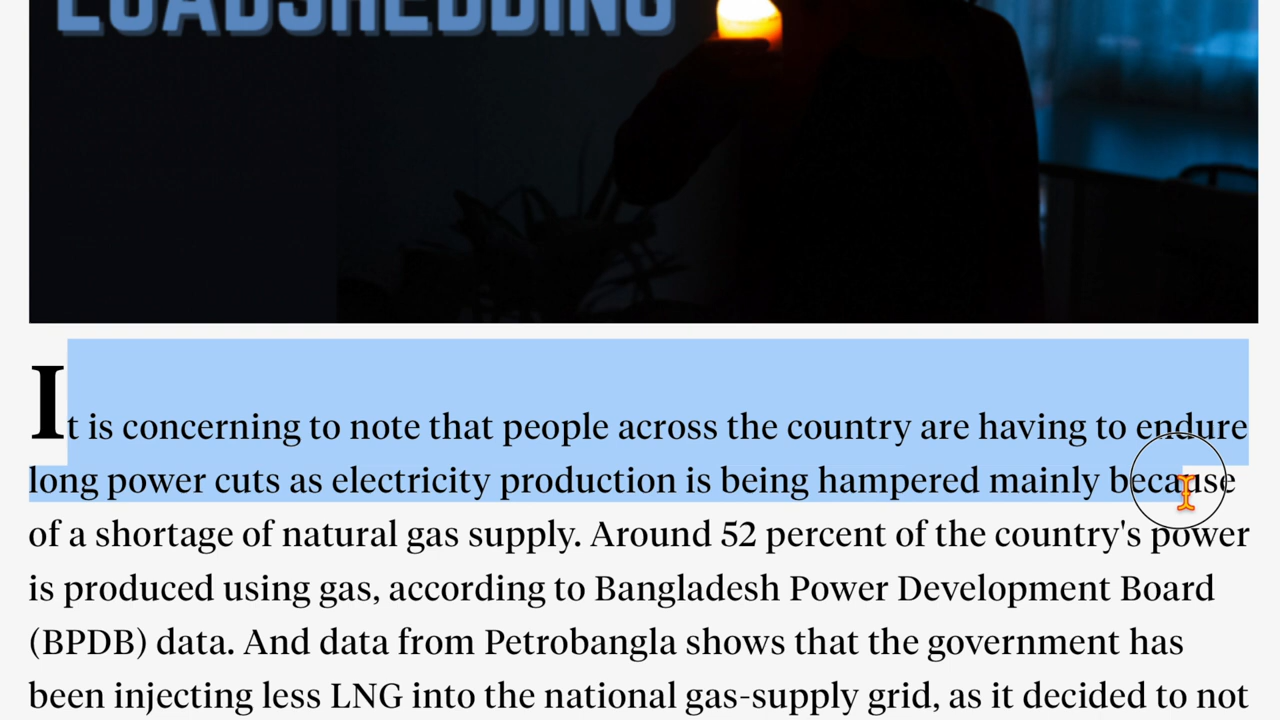 LOADSHEDDING
It is concerning to note that people across the country are having to endure
long power cuts as electricity production is being hampered mainly because
of a shortage of natural gas supply. Around 52 percent of the country's power
is produced using gas, according to Bangladesh Power Development Board
(BPDB) data. And data from Petrobangla shows that the government has
been injecting less LNG into the national gas-supply grid, as it decided to not